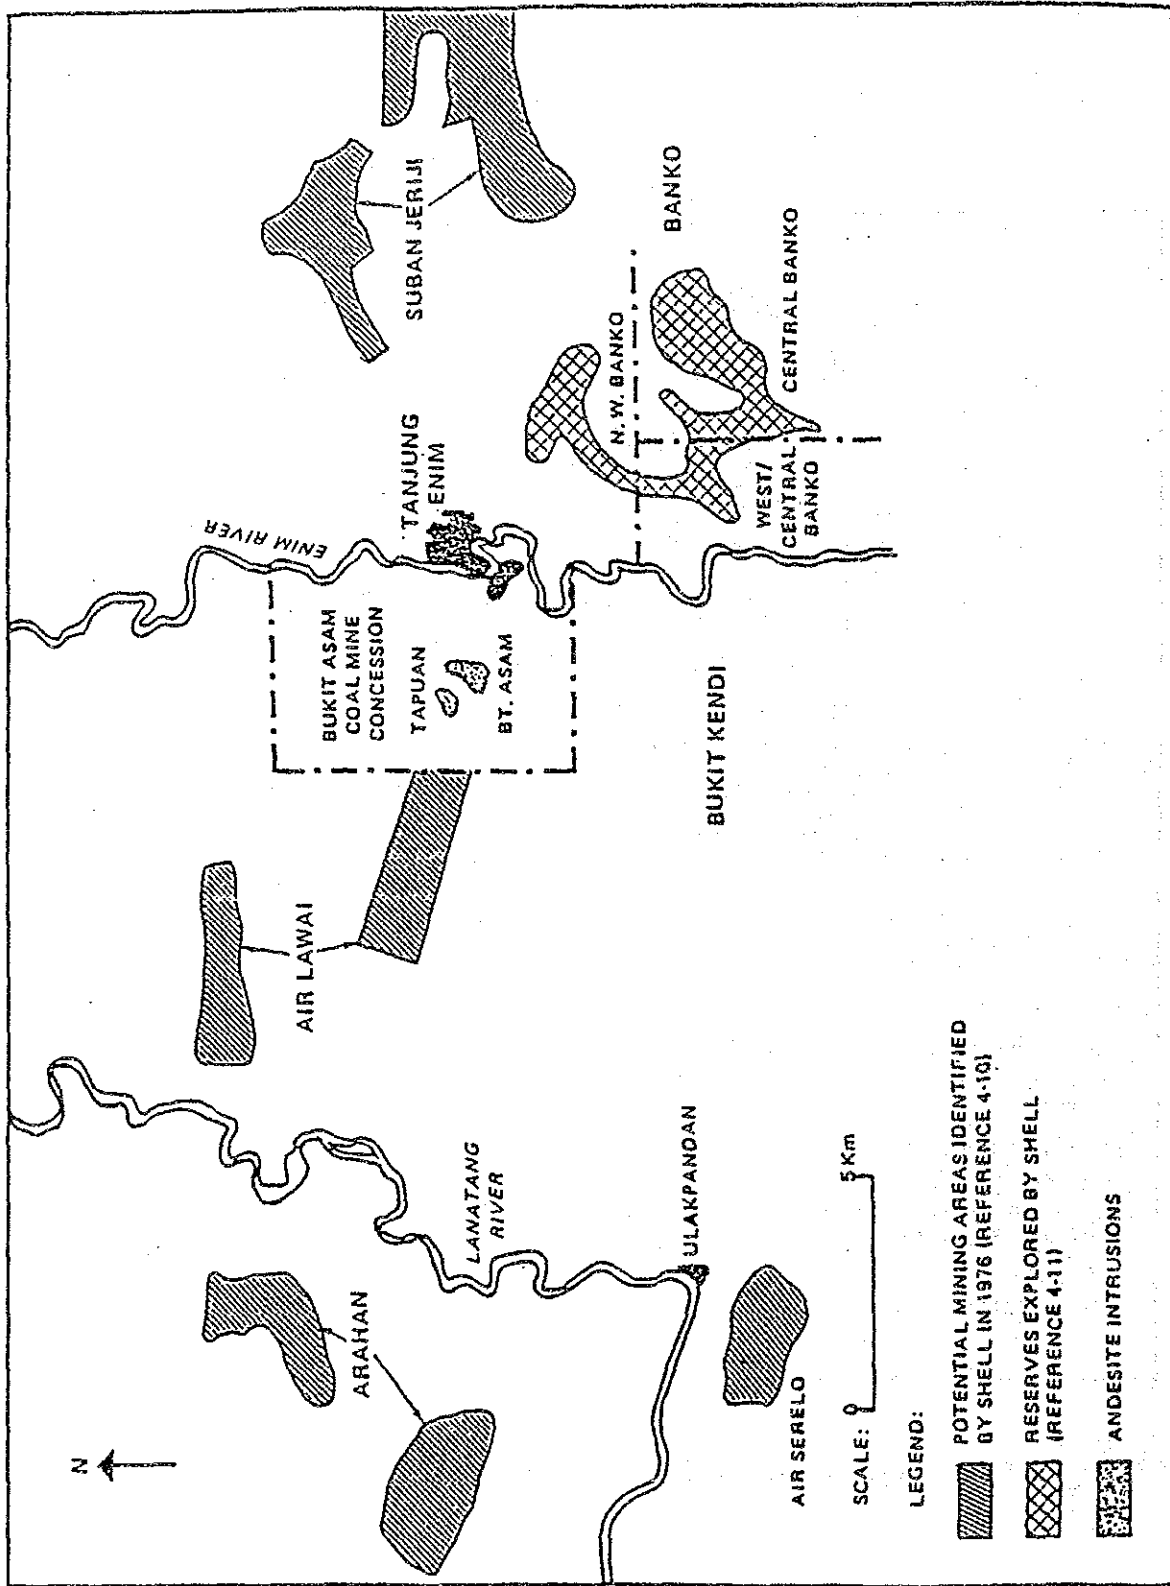 N
ARAHAN
AIR LAWAI
SUBAN JERIJI
ENIM RIVER
BUKIT ASAM
COAL MINE
CONCESSION
TAPUAN
BT. ASAM
TANJUNG
ENIM
LANATANG
RIVER
ULAKPANDAN
AIR SERELO
BUKIT KENDI
N.W. BANKO
BANKO
WEST/
CENTRAL
BANKO
CENTRAL BANKO
SCALE: 0 5 Km
LEGEND:
POTENTIAL MINING AREAS IDENTIFIED
BY SHELL IN 1976 (REFERENCE 4-10)
RESERVES EXPLORED BY SHELL
(REFERENCE 4-11)
ANDESITE INTRUSIONS